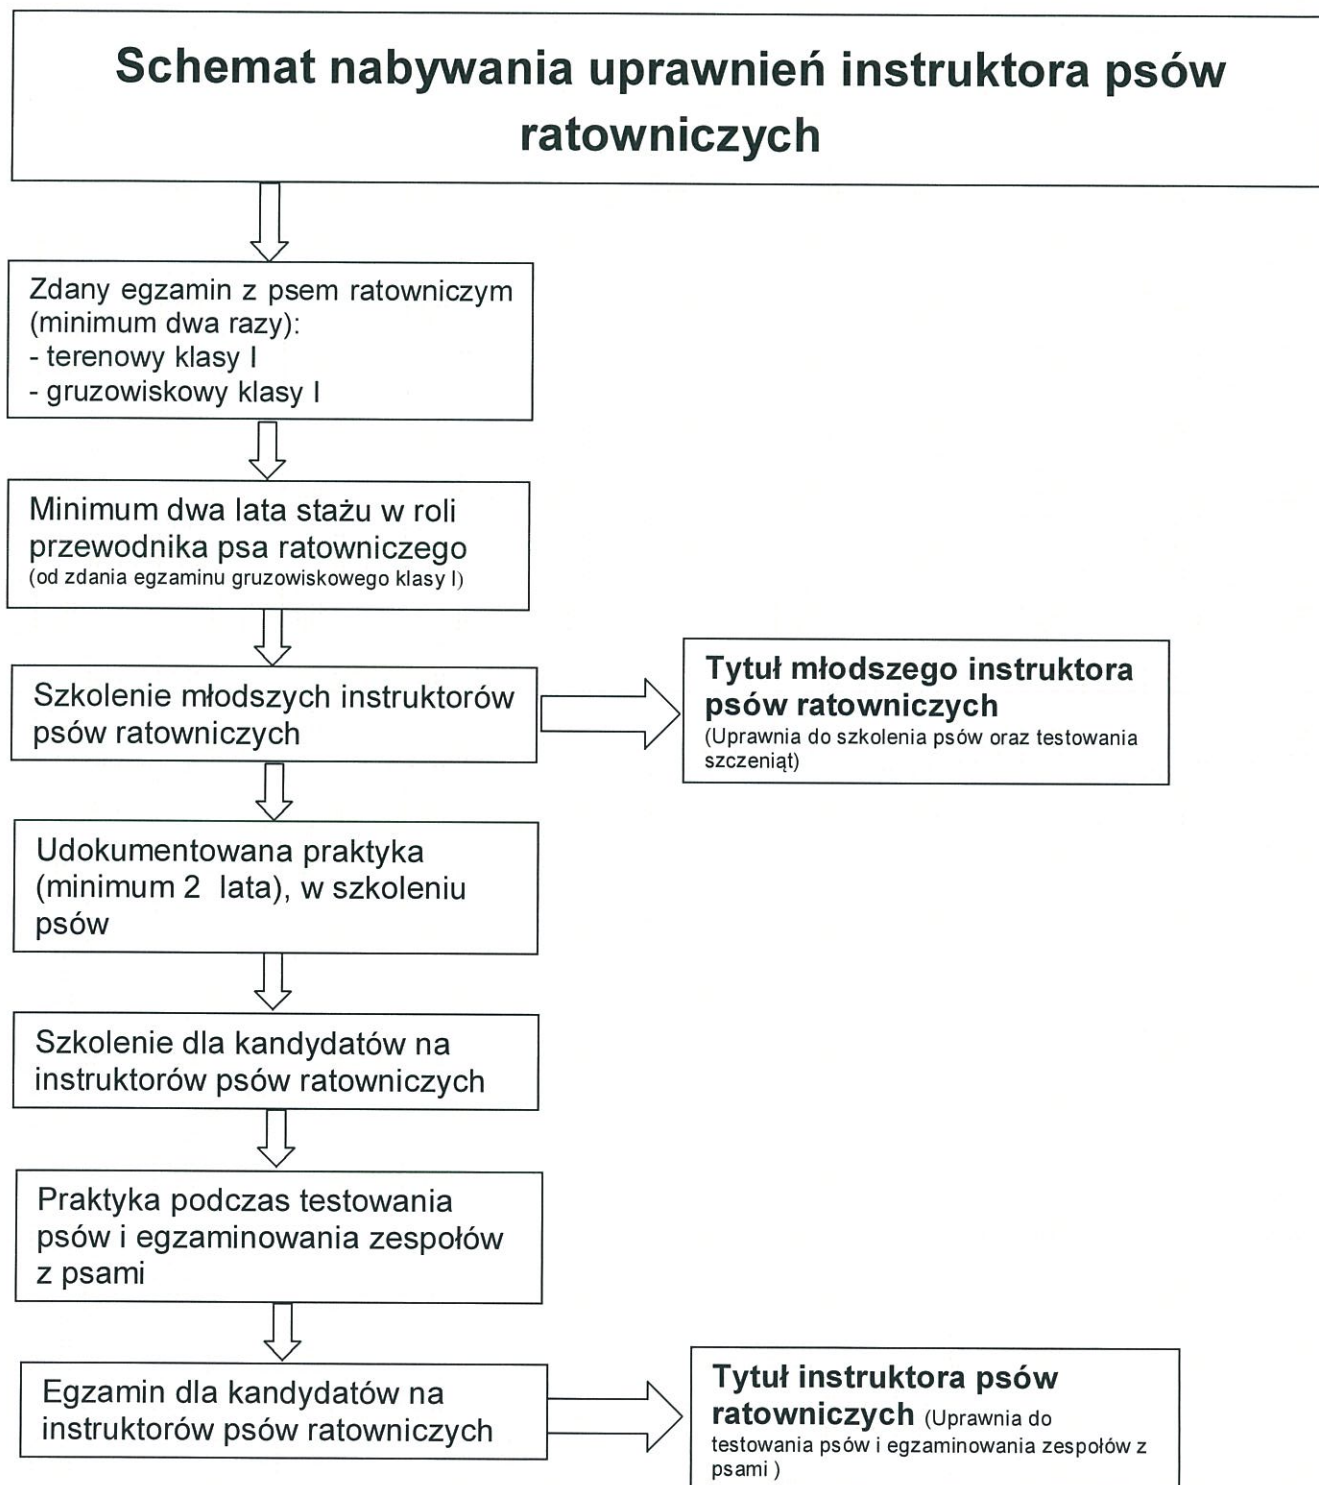 Schemat nabywania uprawnień instruktora psów
ratowniczych
Zdany egzamin z psem ratowniczym
(minimum dwa razy):
- terenowy klasy I
- gruzowiskowy klasy I
Minimum dwa lata stażu w roli
przewodnika psa ratowniczego
(od zdania egzaminu gruzowiskowego klasy I)
Szkolenie młodszych instruktorów
psów ratowniczych
Tytuł młodszego instruktora
psów ratowniczych
(Uprawnia do szkolenia psów oraz testowania
szczeniąt)
Udokumentowana praktyka
(minimum 2 lata), w szkoleniu
psów
Szkolenie dla kandydatów na
instruktorów psów ratowniczych
Praktyka podczas testowania
psów i egzaminowania zespołów
z psami
Egzamin dla kandydatów na
instruktorów psów ratowniczych
Tytuł instruktora psów
ratowniczych (Uprawnia do
testowania psów i egzaminowania zespołów z
psami )